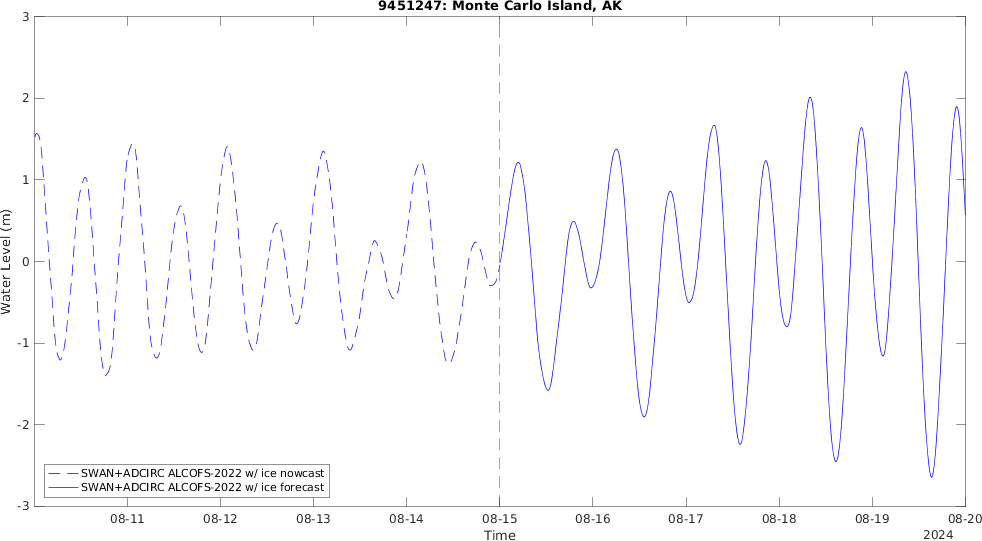 9451247: Monte Carlo Island, AK
3
2
1
0
-1
-2
-3
Water Level (m)
SWAN+ADCIRC ALCOFS-2022 w/ ice nowcast
SWAN+ADCIRC ALCOFS-2022 w/ ice forecast
08-11 08-12 08-13 08-14 08-15 08-16 08-17 08-18 08-19 08-20
Time
2024